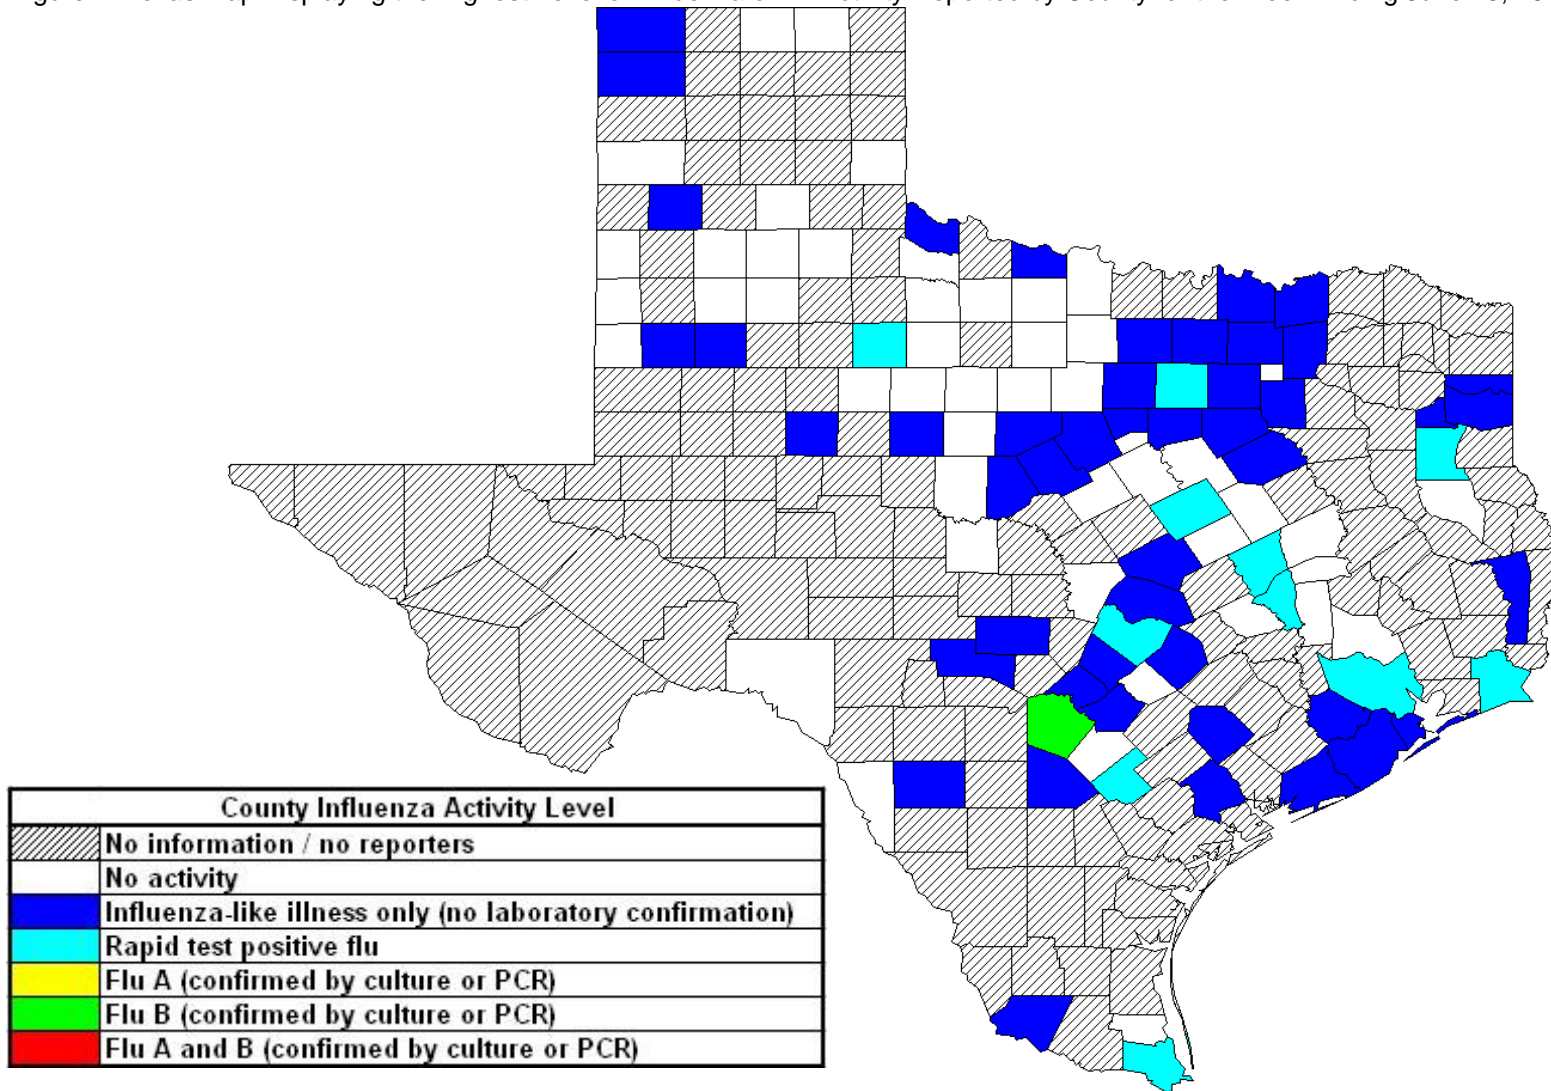 County Influenza Activity Level
No information / no reporters
No activity
Influenza-like illness only (no laboratory confirmation)
Rapid test positive flu
Flu A (confirmed by culture or PCR)
Flu B (confirmed by culture or PCR)
Flu A and B (confirmed by culture or PCR)